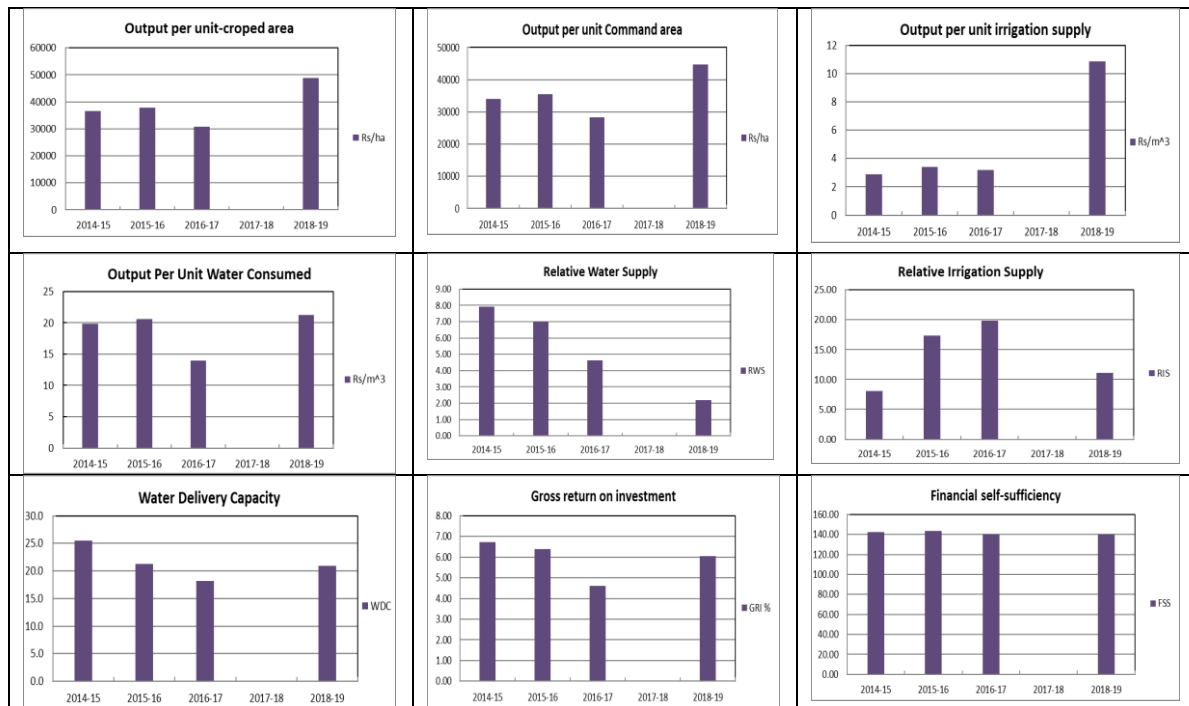 Output per unit-croped area
60000
50000
40000
30000
20000
10000
0
2014-15 2015-16 2016-17 2017-18 2018-19
Rs/ha
Output per unit Command area
50000
40000
30000
20000
10000
0
2014-15 2015-16 2016-17 2017-18 2018-19
Rs/ha
Output per unit irrigation supply
12
10
8
6
4
2
0
2014-15 2015-16 2016-17 2017-18 2018-19
Rs/m^3
Output Per Unit Water Consumed
25
20
15
10
5
0
2014-15 2015-16 2016-17 2017-18 2018-19
Rs/m^3
Relative Water Supply
9.00
8.00
7.00
6.00
5.00
4.00
3.00
2.00
1.00
0.00
2014-15 2015-16 2016-17 2017-18 2018-19
RWS
Relative Irrigation Supply
25.00
20.00
15.00
10.00
5.00
0.00
2014-15 2015-16 2016-17 2017-18 2018-19
RIS
Water Delivery Capacity
30.0
25.0
20.0
15.0
10.0
5.0
0.0
2014-15 2015-16 2016-17 2017-18 2018-19
WDC
Gross return on investment
8.00
7.00
6.00
5.00
4.00
3.00
2.00
1.00
0.00
2014-15 2015-16 2016-17 2017-18 2018-19
GRI %
Financial self-sufficiency
160.00
140.00
120.00
100.00
80.00
60.00
40.00
20.00
0.00
2014-15 2015-16 2016-17 2017-18 2018-19
FSS